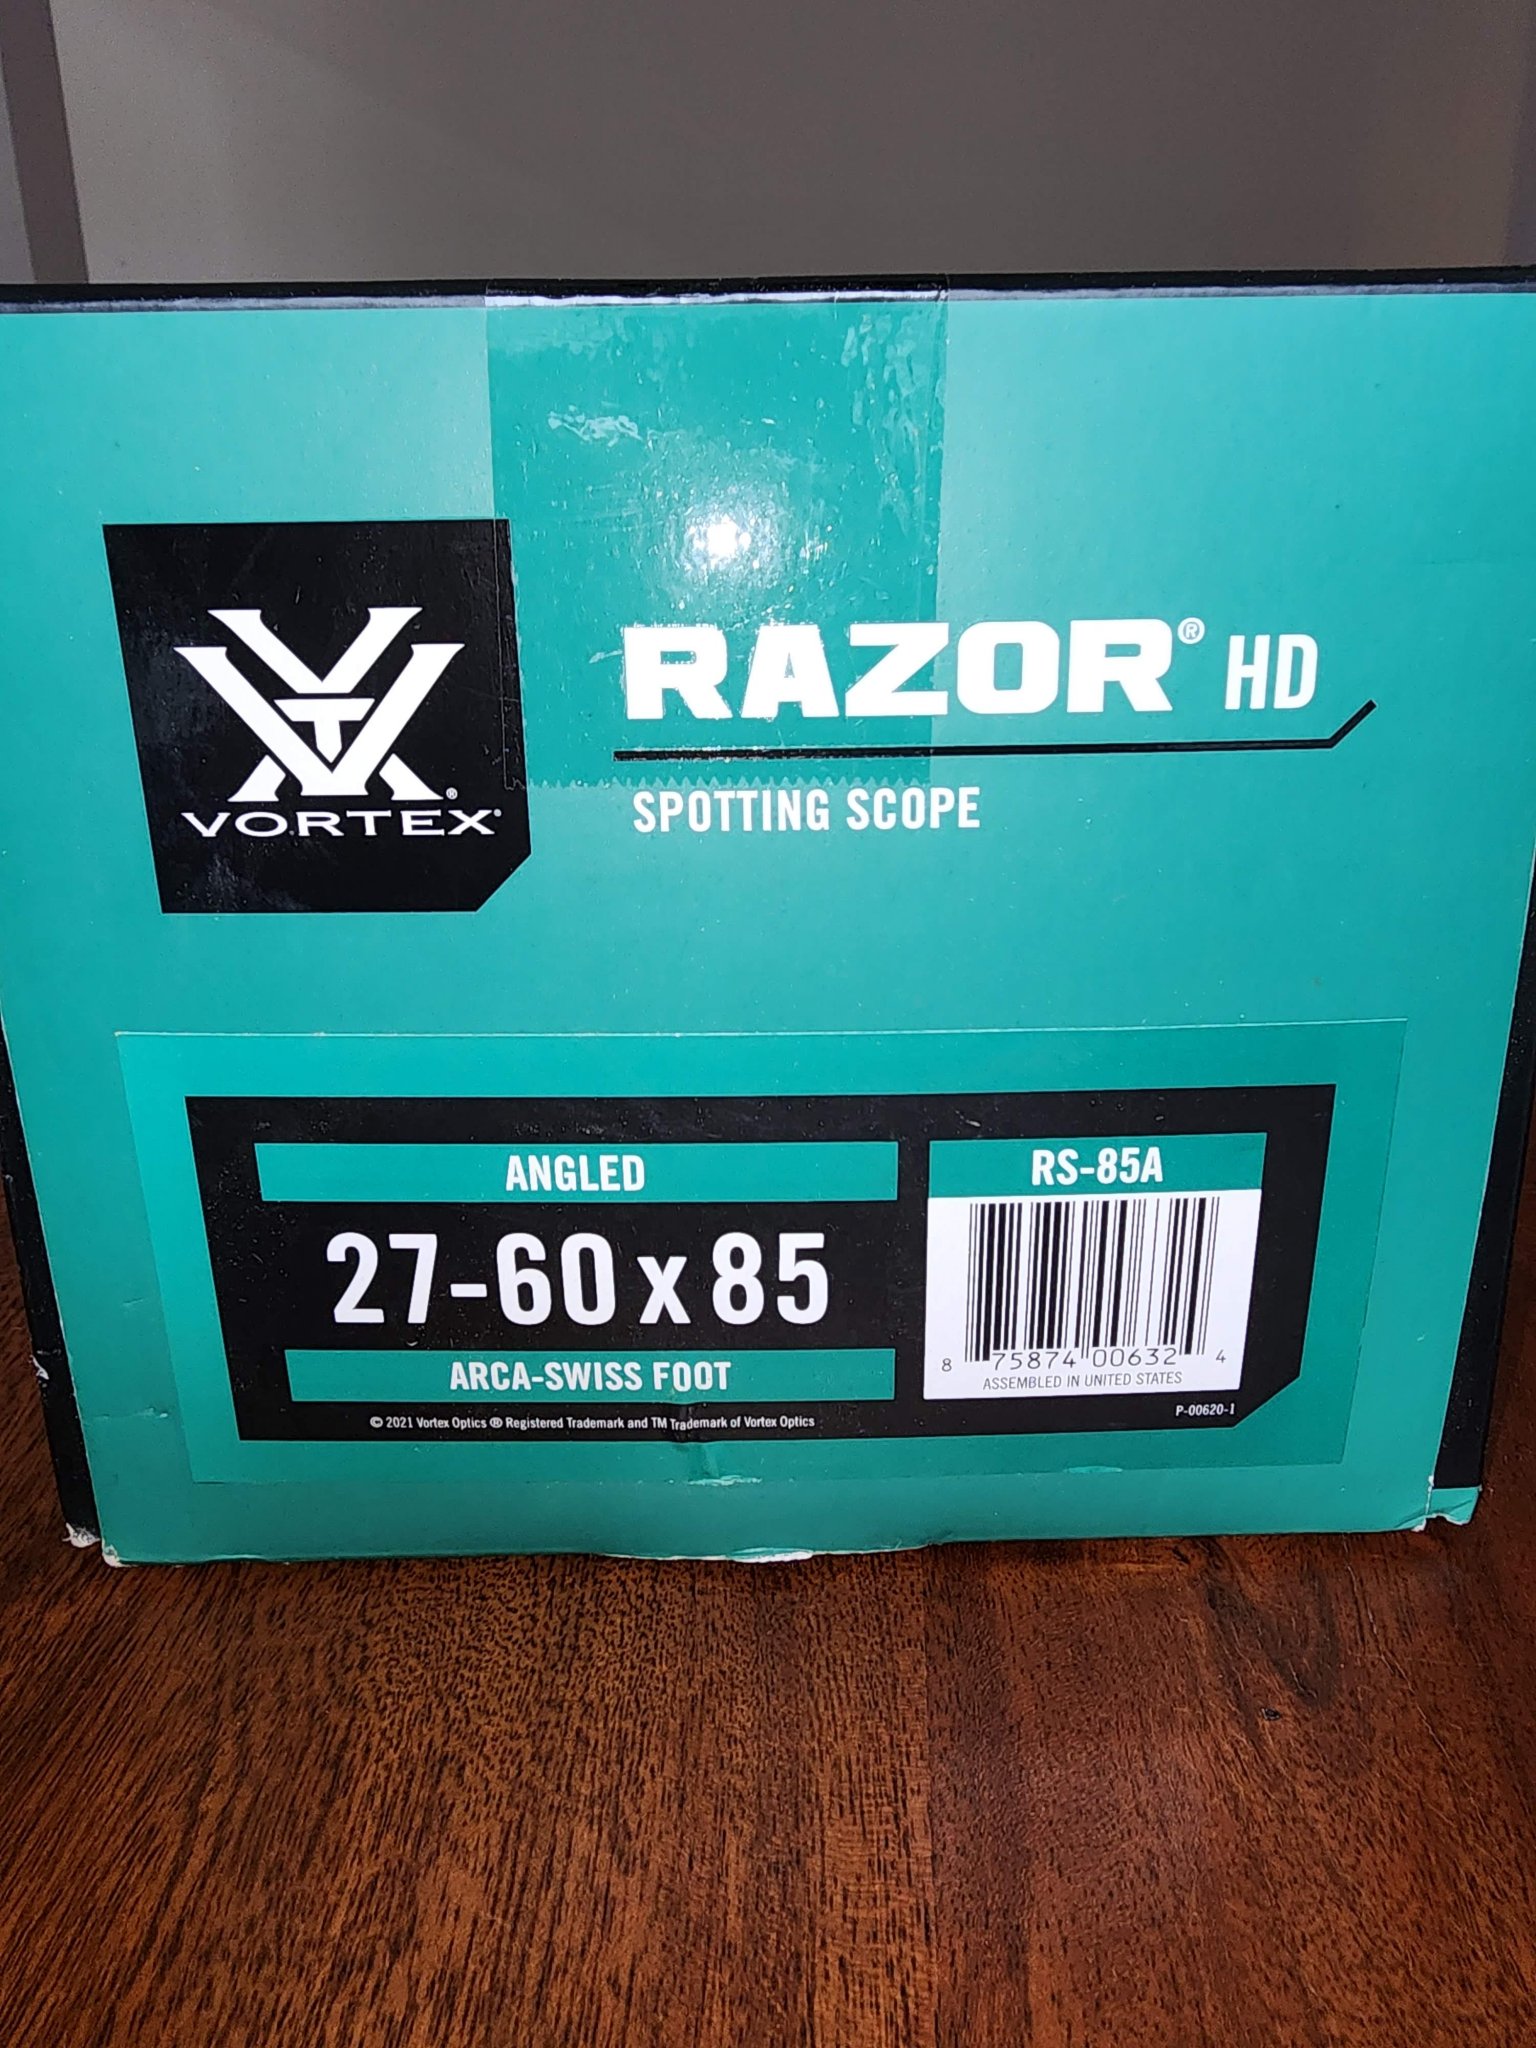 RAZOR® HD
VORTEX®
SPOTTING SCOPE
ANGLED
27-60 x 85
ARCA-SWISS FOOT
© 2021 Vortex Optics ® Registered Trademark and TM Trademark of Vortex Optics
RS-85A
8 75874 00632 4
ASSEMBLED IN UNITED STATES
P-00620-1